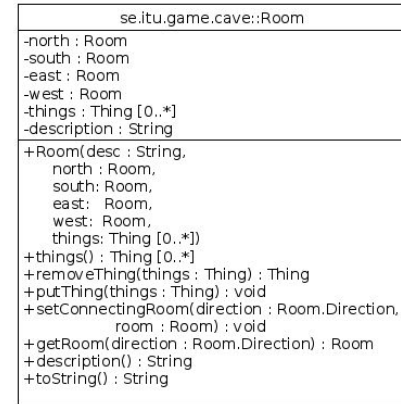 se.itu.game.cave::Room
-north : Room
-south : Room
-east : Room
-west : Room
-things : Thing [0..*]
-description : String
+Room(desc : String,
north : Room,
south: Room,
east: Room,
west: Room,
things: Thing [0..*])
+things() : Thing [0..*]
+removeThing(things : Thing) : Thing
+putThing(things : Thing) : void
+setConnectingRoom(direction : Room.Direction,
room : Room) : void
+getRoom(direction : Room.Direction) : Room
+description() : String
+toString() : String